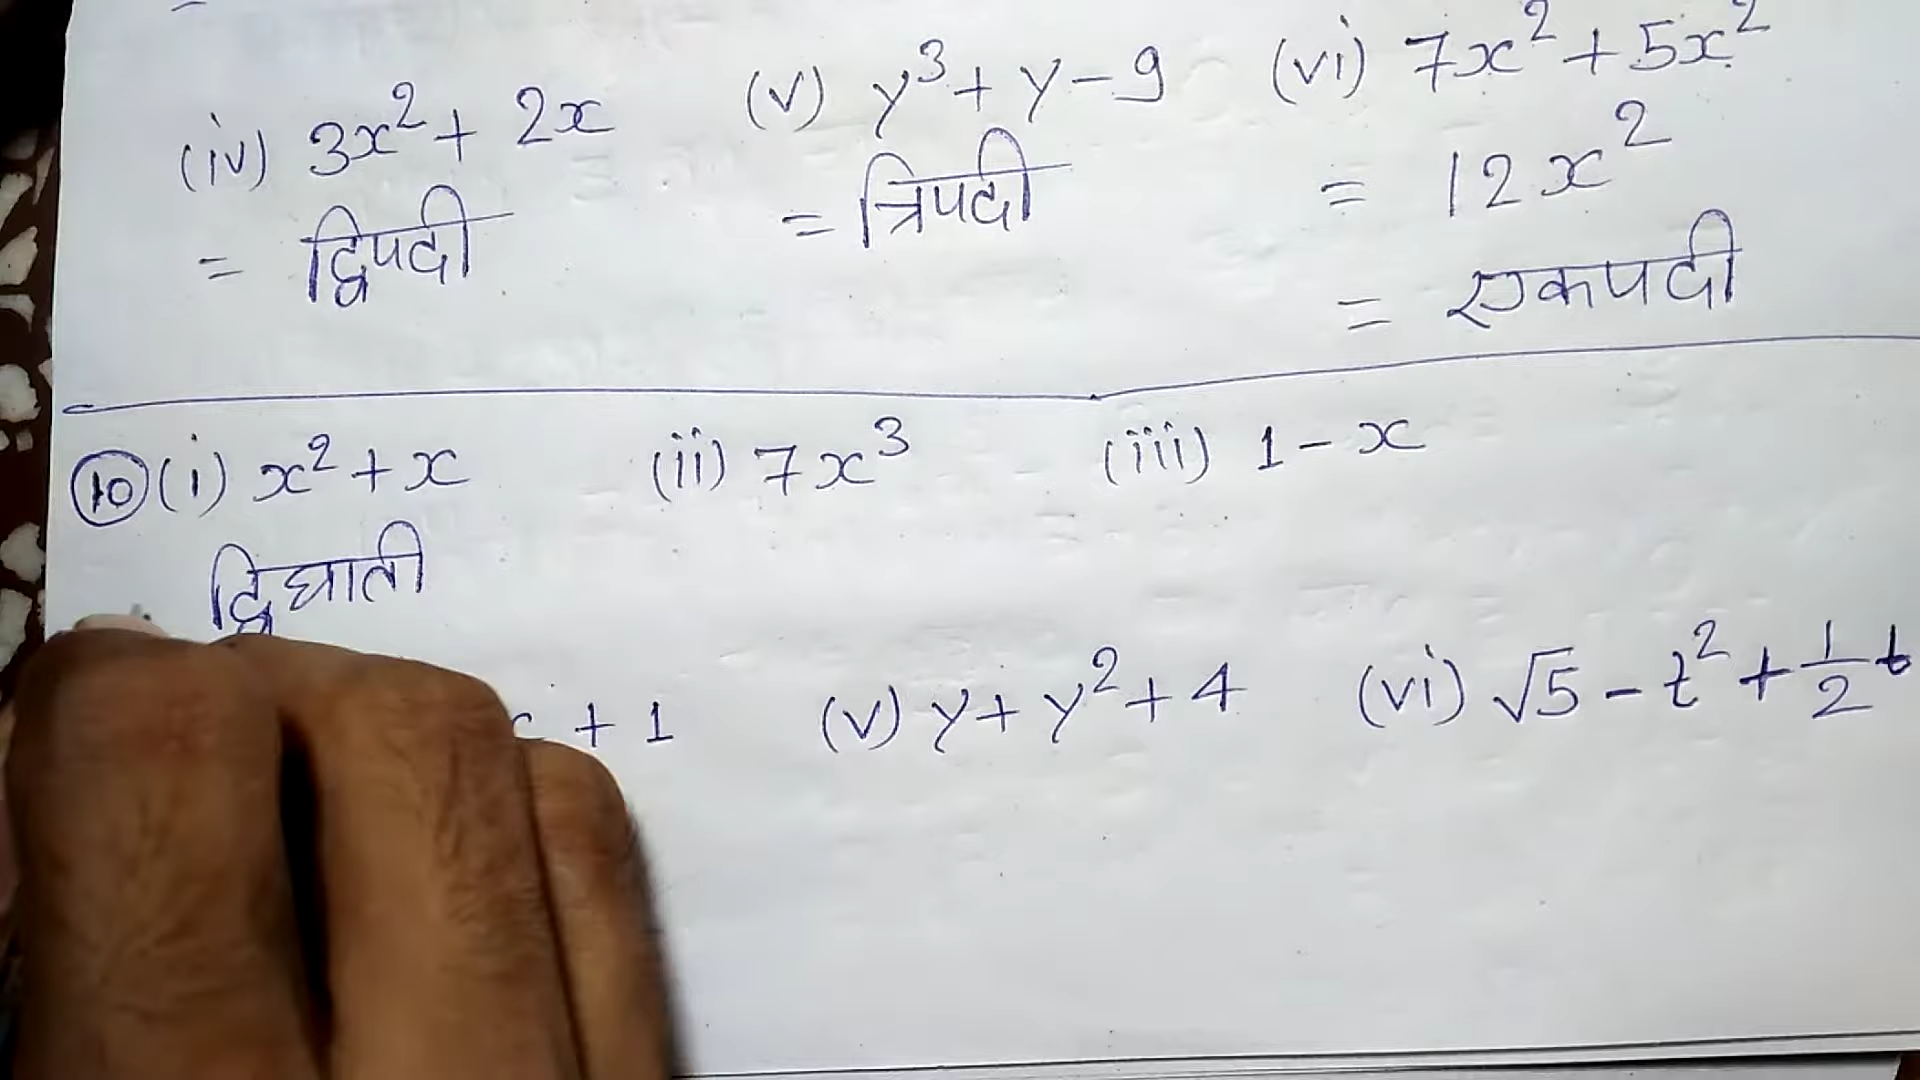 (iv) 3x² + 2x (v) y³ + y - 9 (vi) 7x² + 5x²
= द्विपदी = त्रिपदी = 12x²
= एकपदी
(10) (i) x² + x (ii) 7x³ (iii) 1 - x
द्विघाती
+ 1 (v) y + y² + 4 (vi) √5 - t² + 1/2 t